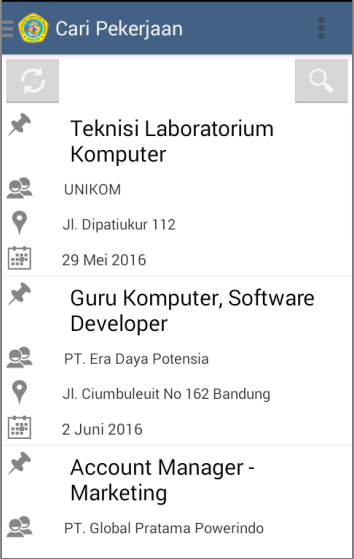 Cari Pekerjaan
Teknisi Laboratorium
Komputer
UNIKOM
Jl. Dipatiukur 112
29 Mei 2016
Guru Komputer, Software
Developer
PT. Era Daya Potensia
Jl. Ciumbuleuit No 162 Bandung
2 Juni 2016
Account Manager -
Marketing
PT. Global Pratama Powerindo